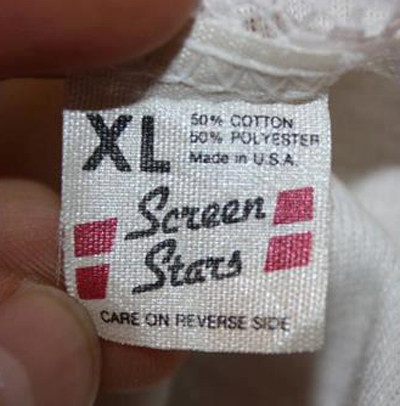 XL
50% COTTON
50% POLYESTER
Made in U.S.A.
Screen
Stars
CARE ON REVERSE SIDE